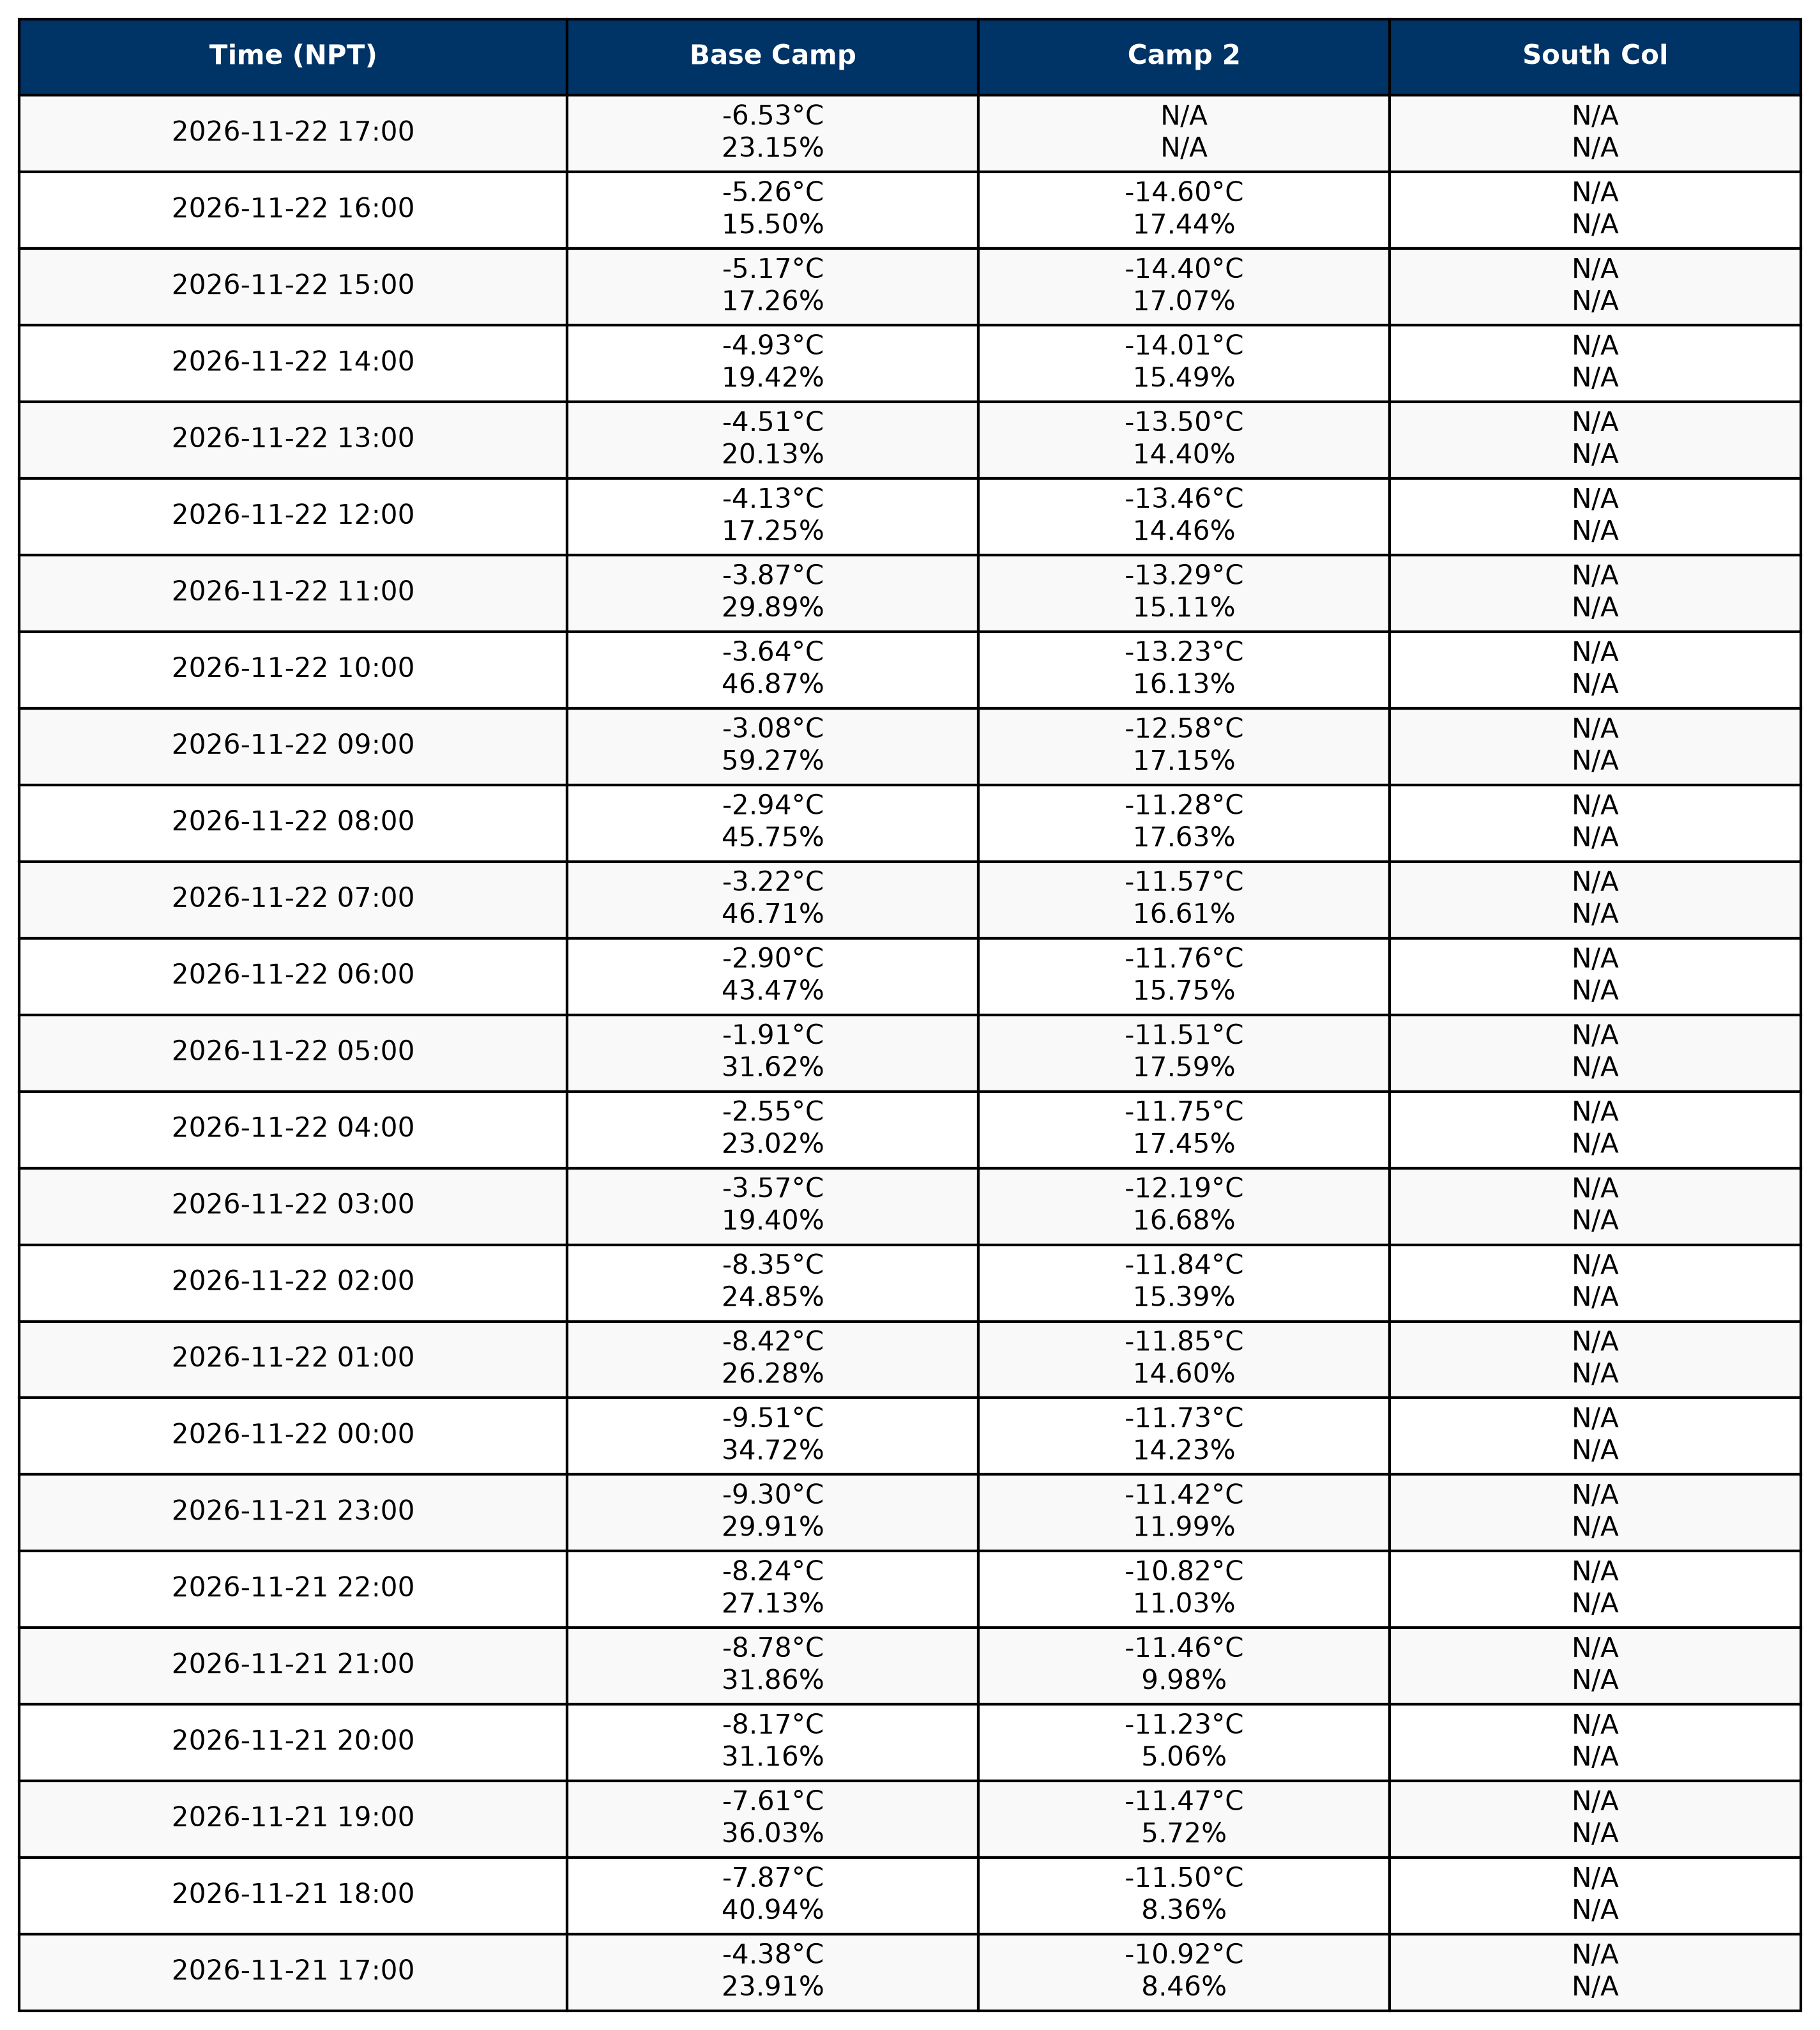 Time (NPT) Base Camp Camp 2 South Col
2026-11-22 17:00 -6.53°C N/A N/A
23.15% N/A N/A
2026-11-22 16:00 -5.26°C -14.60°C N/A
15.50% 17.44% N/A
2026-11-22 15:00 -5.17°C -14.40°C N/A
17.26% 17.07% N/A
2026-11-22 14:00 -4.93°C -14.01°C N/A
19.42% 15.49% N/A
2026-11-22 13:00 -4.51°C -13.50°C N/A
20.13% 14.40% N/A
2026-11-22 12:00 -4.13°C -13.46°C N/A
17.25% 14.46% N/A
2026-11-22 11:00 -3.87°C -13.29°C N/A
29.89% 15.11% N/A
2026-11-22 10:00 -3.64°C -13.23°C N/A
46.87% 16.13% N/A
2026-11-22 09:00 -3.08°C -12.58°C N/A
59.27% 17.15% N/A
2026-11-22 08:00 -2.94°C -11.28°C N/A
45.75% 17.63% N/A
2026-11-22 07:00 -3.22°C -11.57°C N/A
46.71% 16.61% N/A
2026-11-22 06:00 -2.90°C -11.76°C N/A
43.47% 15.75% N/A
2026-11-22 05:00 -1.91°C -11.51°C N/A
31.62% 17.59% N/A
2026-11-22 04:00 -2.55°C -11.75°C N/A
23.02% 17.45% N/A
2026-11-22 03:00 -3.57°C -12.19°C N/A
19.40% 16.68% N/A
2026-11-22 02:00 -8.35°C -11.84°C N/A
24.85% 15.39% N/A
2026-11-22 01:00 -8.42°C -11.85°C N/A
26.28% 14.60% N/A
2026-11-22 00:00 -9.51°C -11.73°C N/A
34.72% 14.23% N/A
2026-11-21 23:00 -9.30°C -11.42°C N/A
29.91% 11.99% N/A
2026-11-21 22:00 -8.24°C -10.82°C N/A
27.13% 11.03% N/A
2026-11-21 21:00 -8.78°C -11.46°C N/A
31.86% 9.98% N/A
2026-11-21 20:00 -8.17°C -11.23°C N/A
31.16% 5.06% N/A
2026-11-21 19:00 -7.61°C -11.47°C N/A
36.03% 5.72% N/A
2026-11-21 18:00 -7.87°C -11.50°C N/A
40.94% 8.36% N/A
2026-11-21 17:00 -4.38°C -10.92°C N/A
23.91% 8.46% N/A